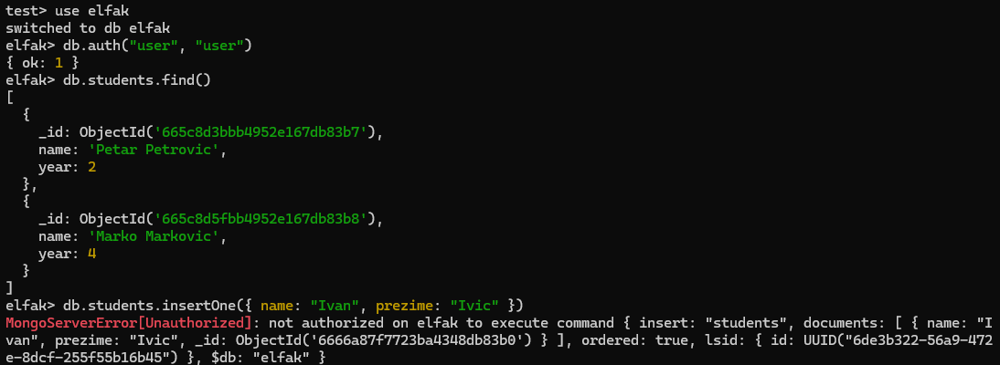 test> use elfak
switched to db elfak
elfak> db.auth("user", "user")
{ ok: 1 }
elfak> db.students.find()
[
  {
    _id: ObjectId('665c8d3bbb4952e167db83b7'),
    name: 'Petar Petrovic',
    year: 2
  },
  {
    _id: ObjectId('665c8d5fbb4952e167db83b8'),
    name: 'Marko Markovic',
    year: 4
  }
]
elfak> db.students.insertOne({ name: "Ivan", prezime: "Ivic" })
MongoServerError[Unauthorized]: not authorized on elfak to execute command { insert: "students", documents: [ { name: "I
van", prezime: "Ivic", _id: ObjectId('6666a87f7723ba4348db83b0') } ], ordered: true, lsid: { id: UUID("6de3b322-56a9-472
e-8dcf-255f55b16b45") }, $db: "elfak" }